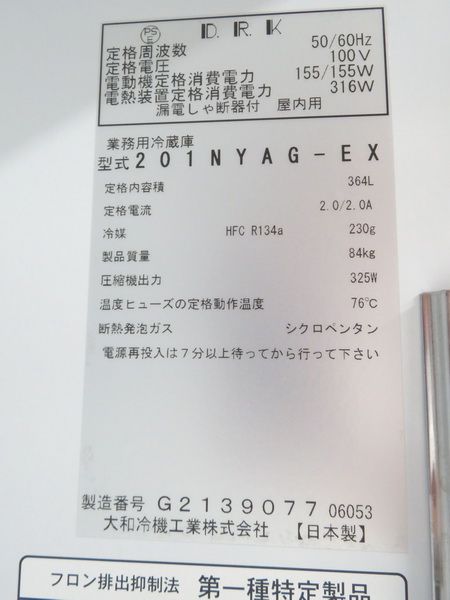 PS
E
D.R.K
定格周波数 50/60Hz
定格電圧 100V
電動機定格消費電力 155/155W
電熱装置定格消費電力 316W
漏電しゃ断器付 屋内用
業務用冷蔵庫
型式 201NYAG-EX
定格内容積 364L
定格電流 2.0/2.0A
冷媒 HFC R134a 230g
製品質量 84kg
圧縮機出力 325W
温度ヒューズの定格動作温度 76℃
断熱発泡ガス シクロペンタン
電源再投入は7分以上待ってから行って下さい
製造番号 G2139077 06053
大和冷機工業株式会社 【日本製】
フロン排出抑制法 第一種特定製品